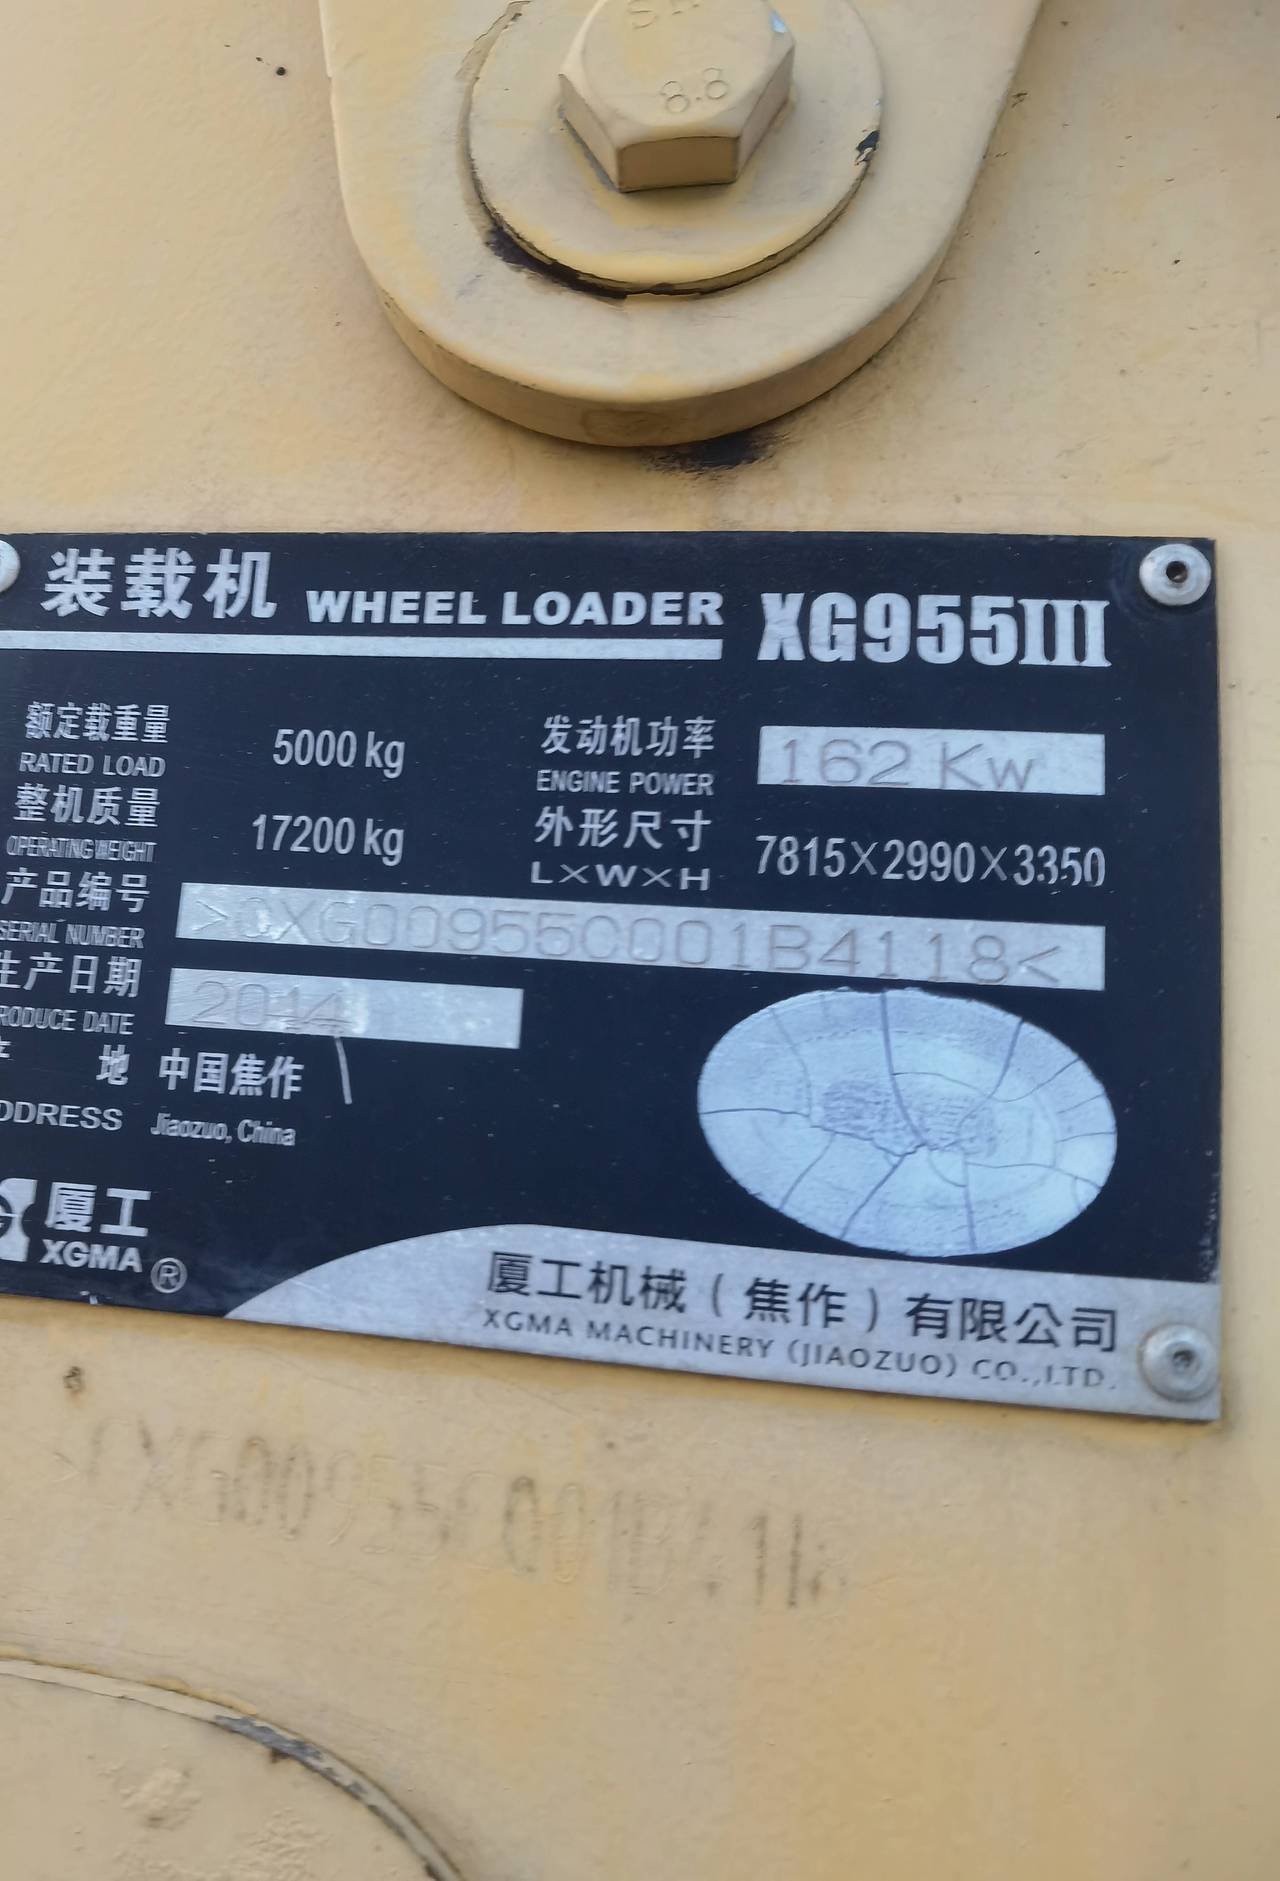 8.8
装载机 WHEEL LOADER XG955III
额定载重量 5000 kg 发动机功率 162 Kw
RATED LOAD ENGINE POWER
整机质量 17200 kg 外形尺寸 7815×2990×3350
OPERATING WEIGHT L×W×H
产品编号 >CXG00955C001B4118<
SERIAL NUMBER
生产日期 2014
RODUCE DATE
地 中国焦作
DDRESS Jiaozuo, China
厦工
XGMA ®
厦工机械（焦作）有限公司
XGMA MACHINERY (JIAOZUO) CO.,LTD.
>CXG00955C001B4118